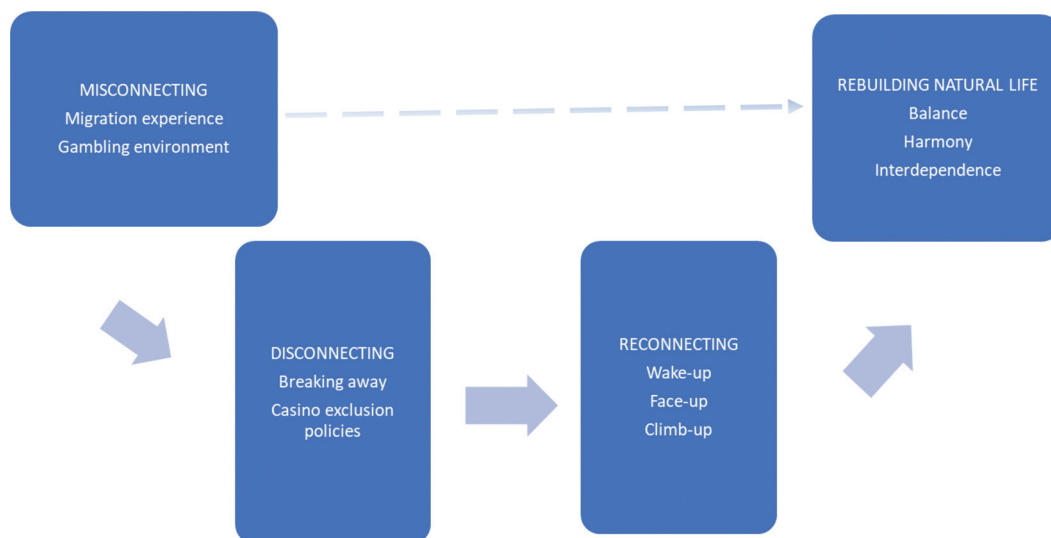 MISCONNECTING
Migration experience
Gambling environment
DISCONNECTING
Breaking away
Casino exclusion
policies
RECONNECTING
Wake-up
Face-up
Climb-up
REBUILDING NATURAL LIFE
Balance
Harmony
Interdependence